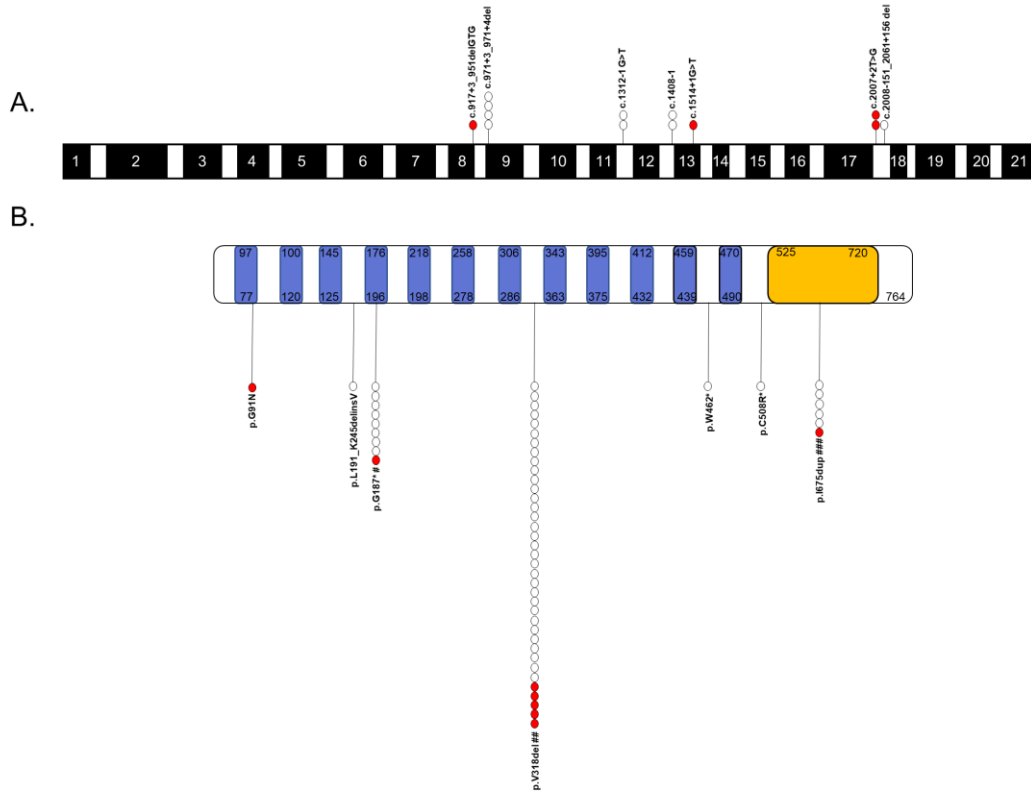 A.
c.917+3_951delGTG
c.971+3_971+4del
c.1312-1G>T
c.1408-1
c.1514+1G>T
c.2007+2T>G
c.2008-151_2061+156 del
1 2 3 4 5 6 7 8 9 10 11 12 13 14 15 16 17 18 19 20 21
B.
97 100 145 176 218 258 306 343 395 412 459 470 525 720
77 120 125 196 198 278 286 363 375 432 439 490 764
p.G91N
p.L191_K245delinsV
p.G187* #
p.V318del ##
p.W462*
p.C508R*
p.I675dup ###